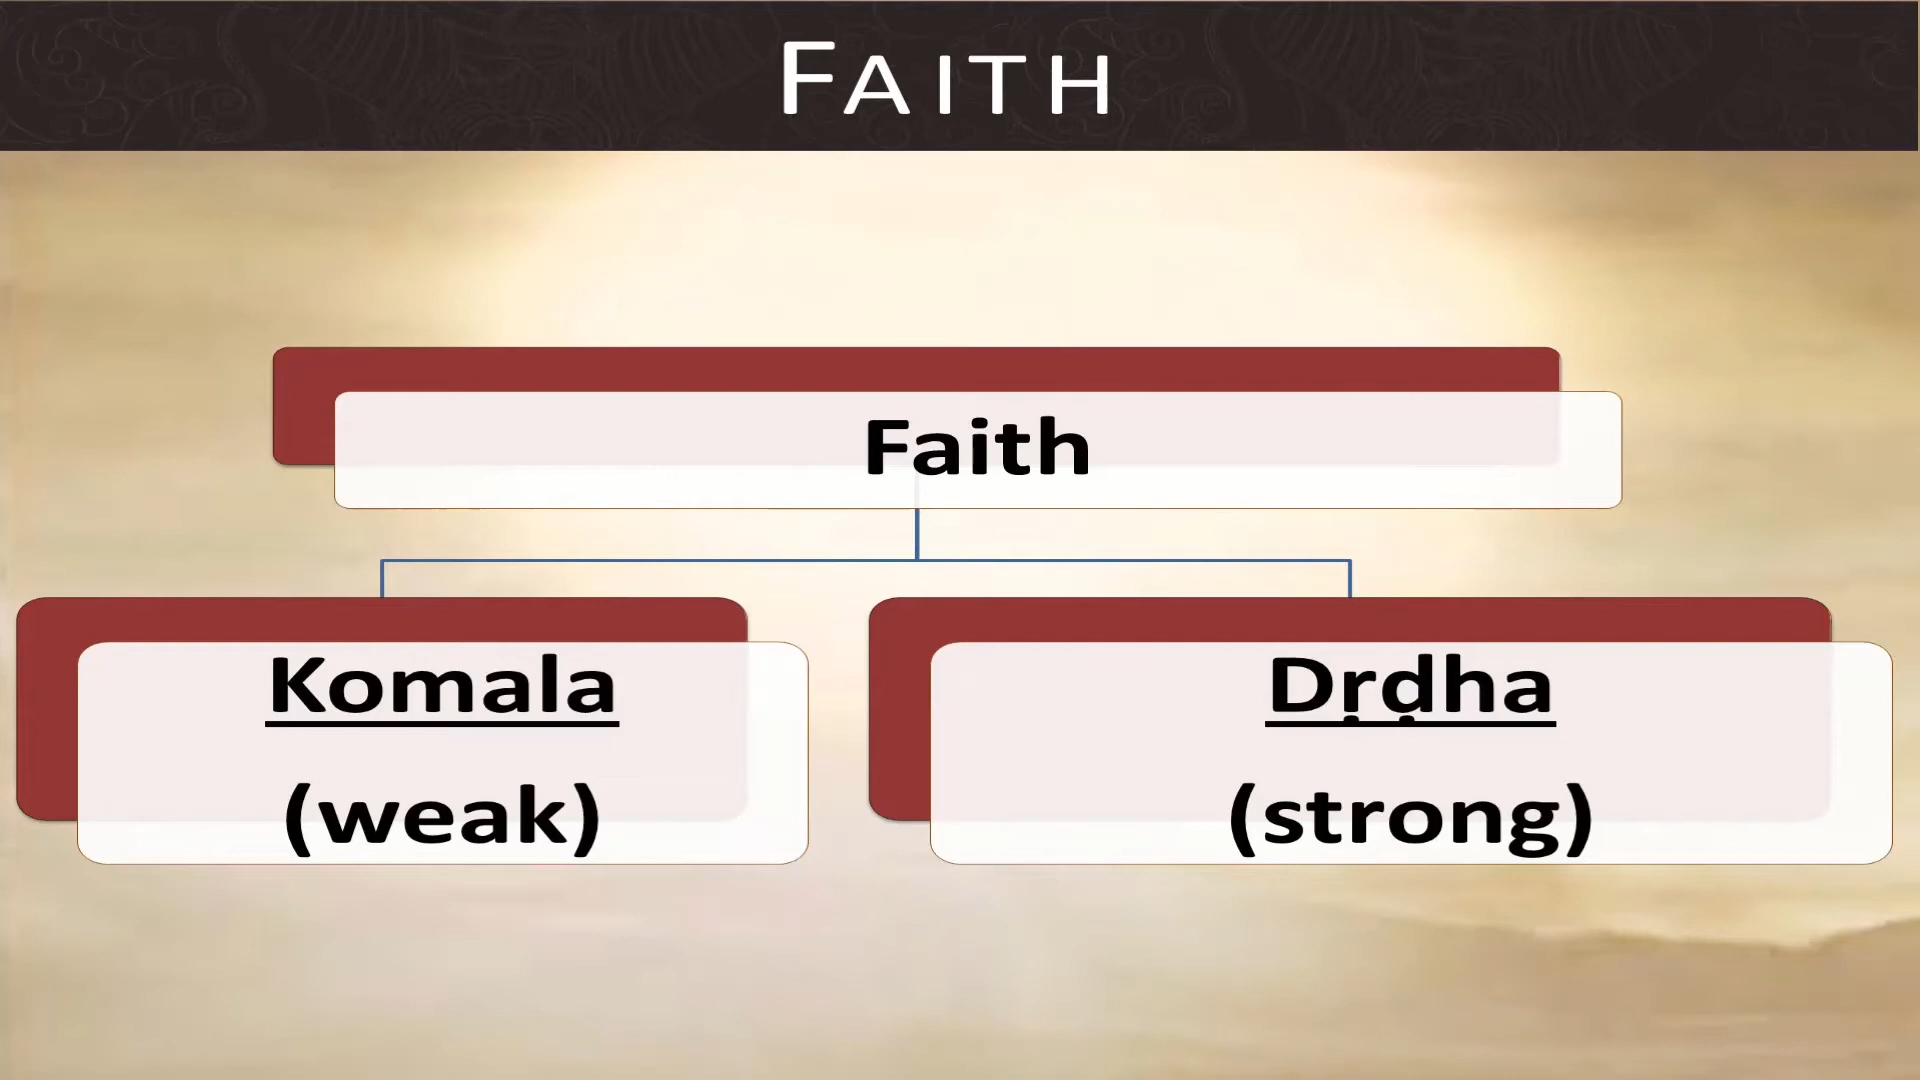 FAITH
Faith
Komala
(weak)
Dṛḍha
(strong)